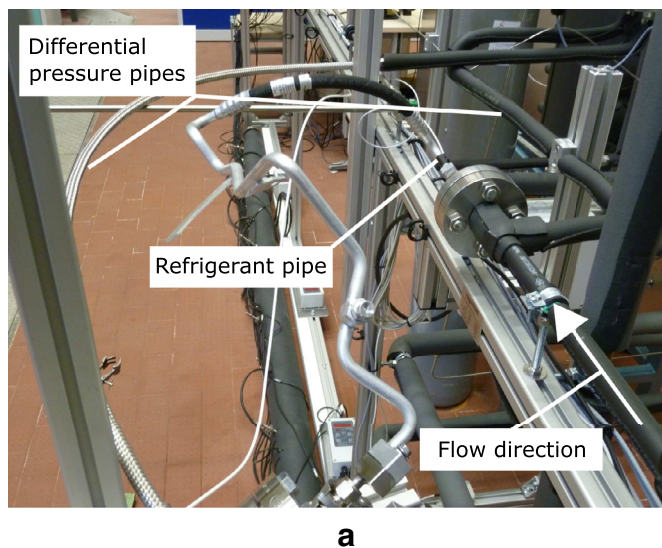 Differential
pressure pipes
Refrigerant pipe
Flow direction
a